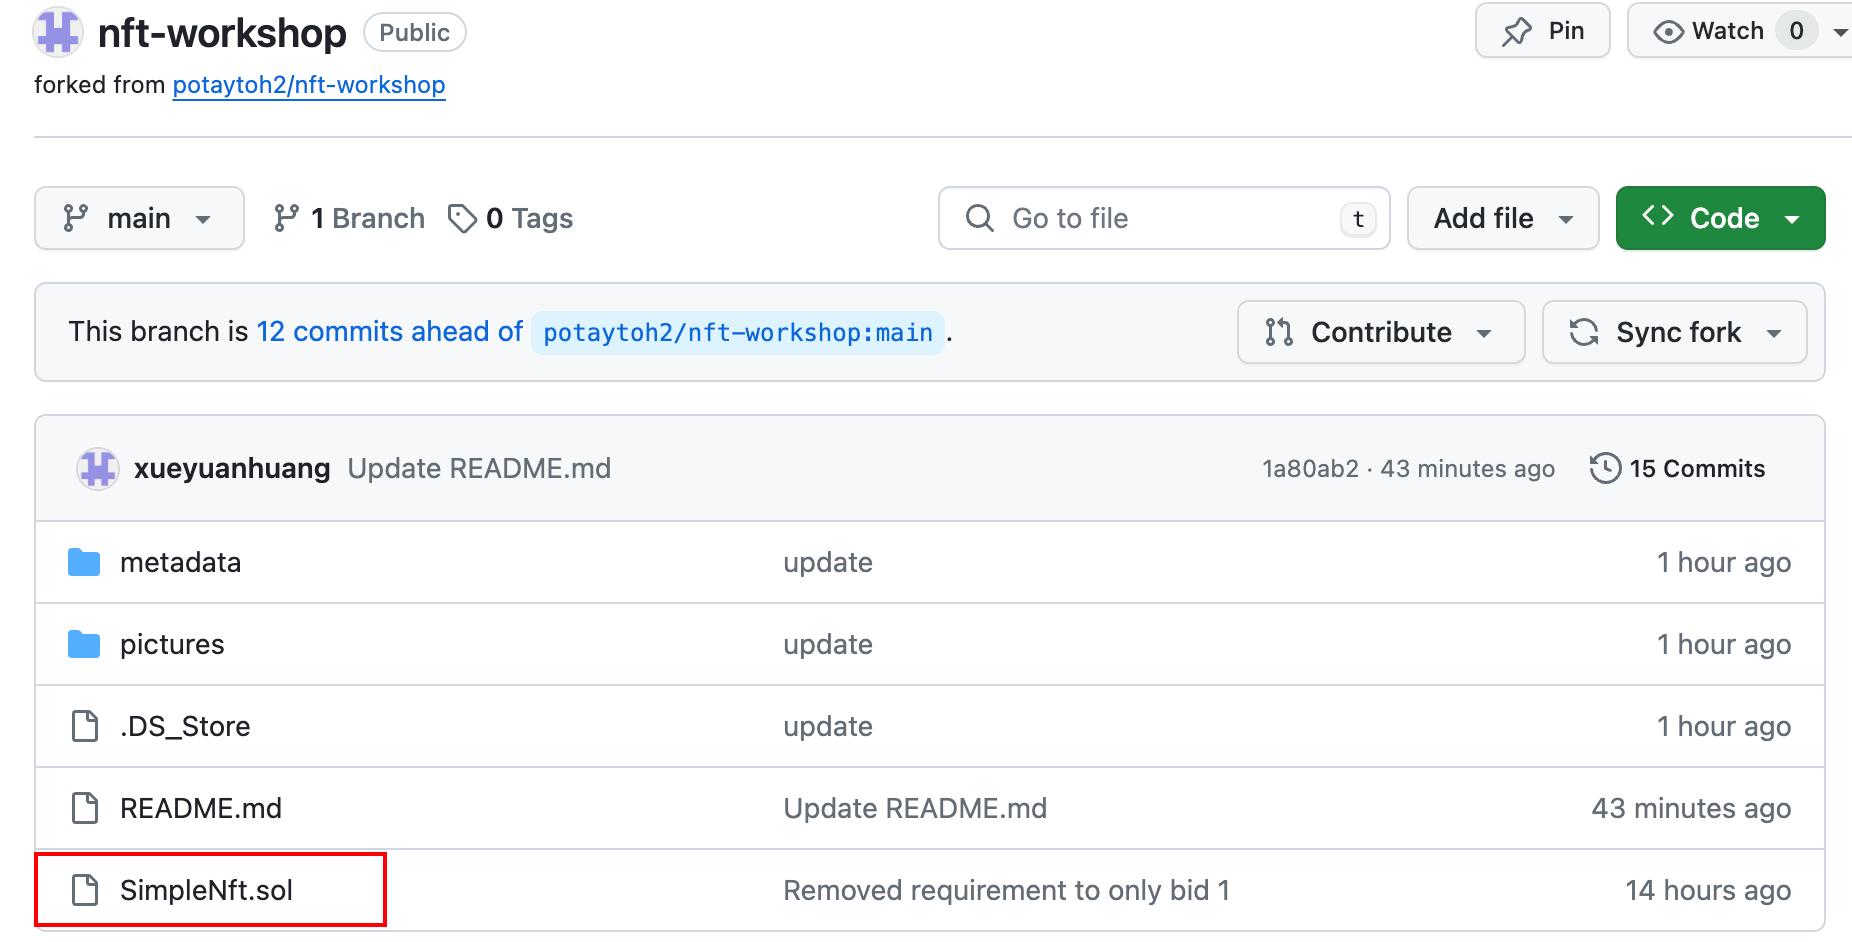 nft-workshop Public Pin Watch 0
forked from potaytoh2/nft-workshop
main 1 Branch 0 Tags Go to file t Add file Code
This branch is 12 commits ahead of potaytoh2/nft-workshop:main . Contribute Sync fork
xueyuanhuang Update README.md 1a80ab2 · 43 minutes ago 15 Commits
metadata update 1 hour ago
pictures update 1 hour ago
.DS_Store update 1 hour ago
README.md Update README.md 43 minutes ago
SimpleNft.sol Removed requirement to only bid 1 14 hours ago